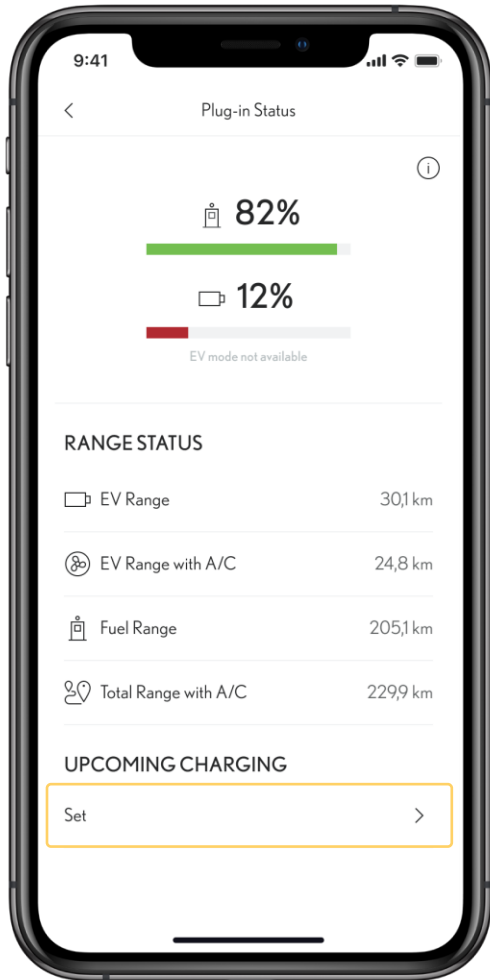 9:41
Plug-in Status
82%
12%
EV mode not available
RANGE STATUS
EV Range 30,1 km
EV Range with A/C 24,8 km
Fuel Range 205,1 km
Total Range with A/C 229,9 km
UPCOMING CHARGING
Set